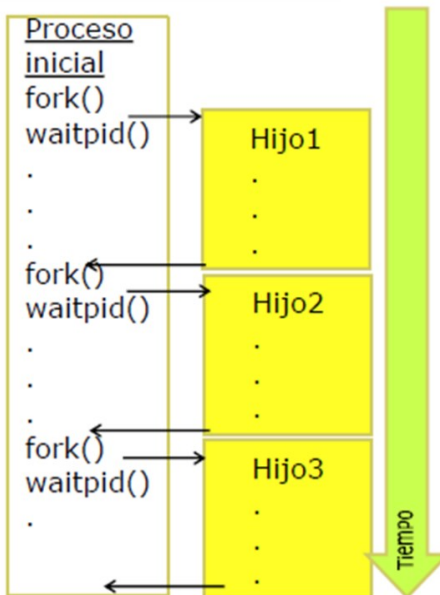 Proceso
inicial
fork()
waitpid()
.
.
.
fork()
waitpid()
.
.
.
fork()
waitpid()
.
Hijo1
.
.
.
Hijo2
.
.
.
Hijo3
.
.
.
Tiempo